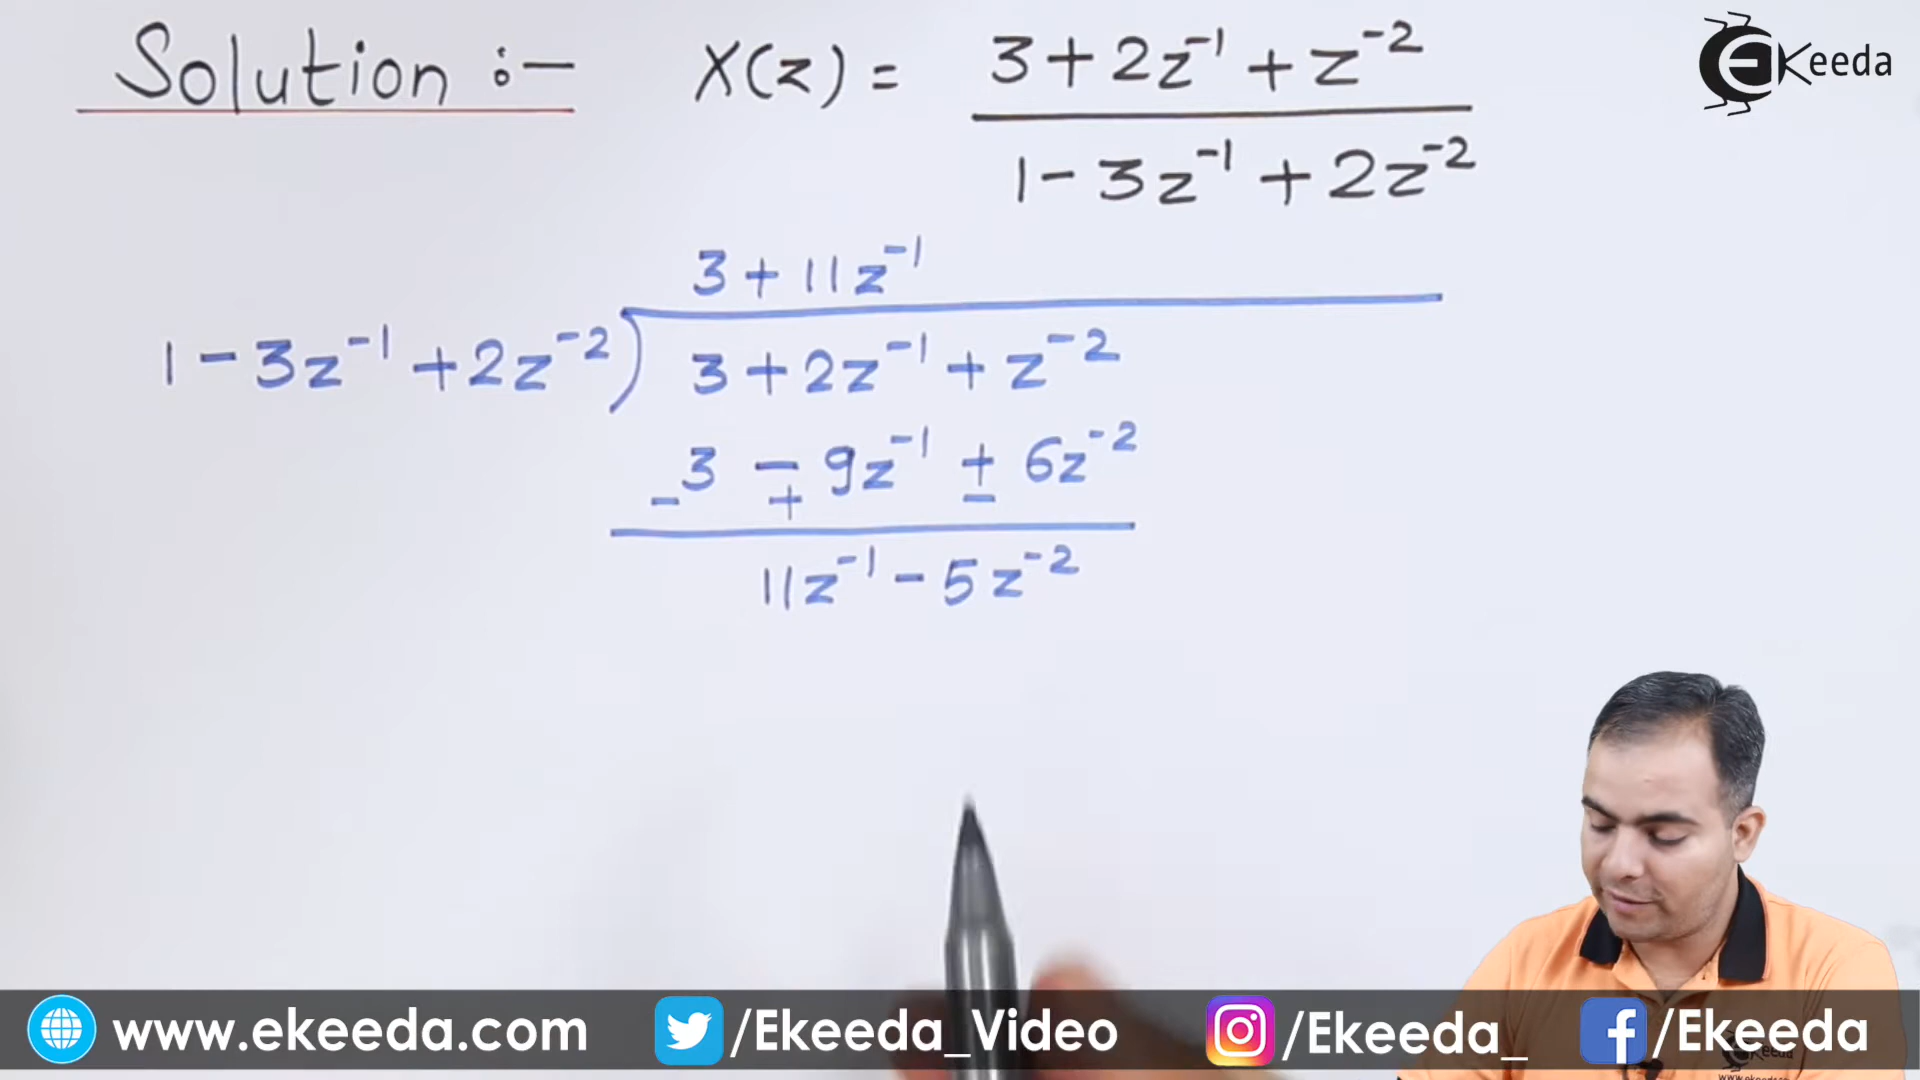 Solution :- X(z) = 3 + 2z⁻¹ + z⁻²
1 - 3z⁻¹ + 2z⁻²
EKeeda
3 + 11z⁻¹
1 - 3z⁻¹ + 2z⁻² ) 3 + 2z⁻¹ + z⁻²
3 - 9z⁻¹ + 6z⁻²
- + -
11z⁻¹ - 5z⁻²
www.ekeeda.com /Ekeeda_Video /Ekeeda_ /Ekeeda